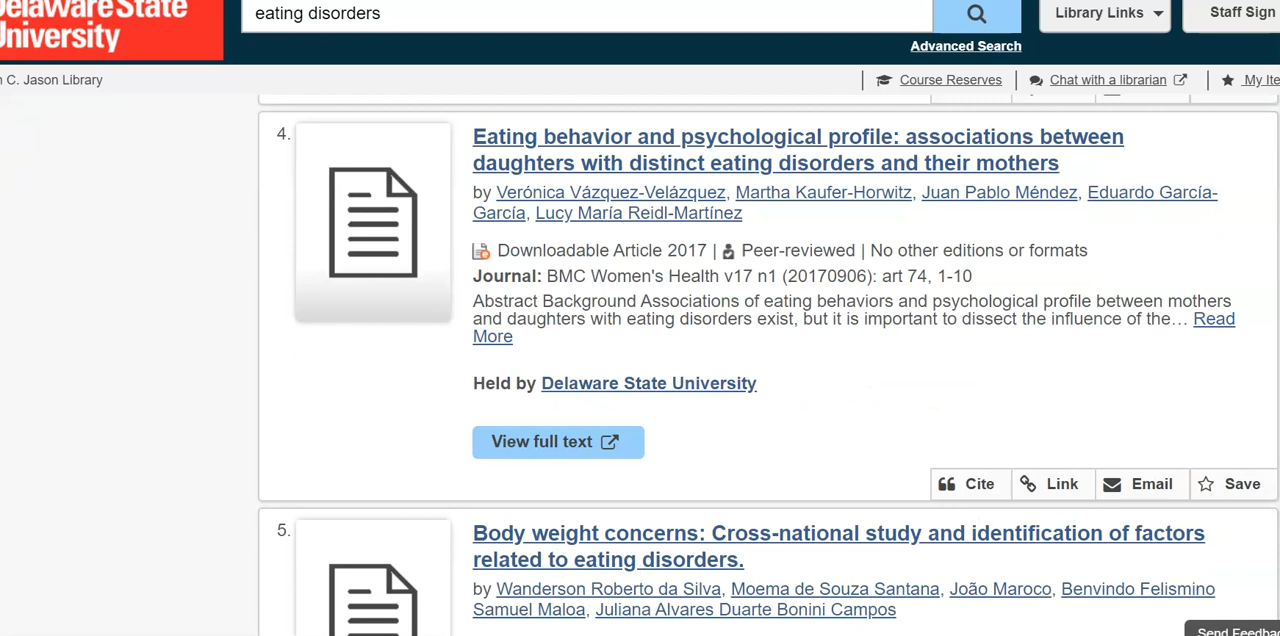 Delaware State
University
eating disorders
Library Links
Staff Sign
Advanced Search
C. Jason Library
Course Reserves
Chat with a librarian
My Ite
4.
Eating behavior and psychological profile: associations between
daughters with distinct eating disorders and their mothers
by Verónica Vázquez-Velázquez, Martha Kaufer-Horwitz, Juan Pablo Méndez, Eduardo García-
García, Lucy María Reidl-Martínez
Downloadable Article 2017 | Peer-reviewed | No other editions or formats
Journal: BMC Women's Health v17 n1 (20170906): art 74, 1-10
Abstract Background Associations of eating behaviors and psychological profile between mothers
and daughters with eating disorders exist, but it is important to dissect the influence of the… Read
More
Held by Delaware State University
View full text
Cite Link Email Save
5.
Body weight concerns: Cross-national study and identification of factors
related to eating disorders.
by Wanderson Roberto da Silva, Moema de Souza Santana, João Maroco, Benvindo Felismino
Samuel Maloa, Juliana Alvares Duarte Bonini Campos
Send Feedba